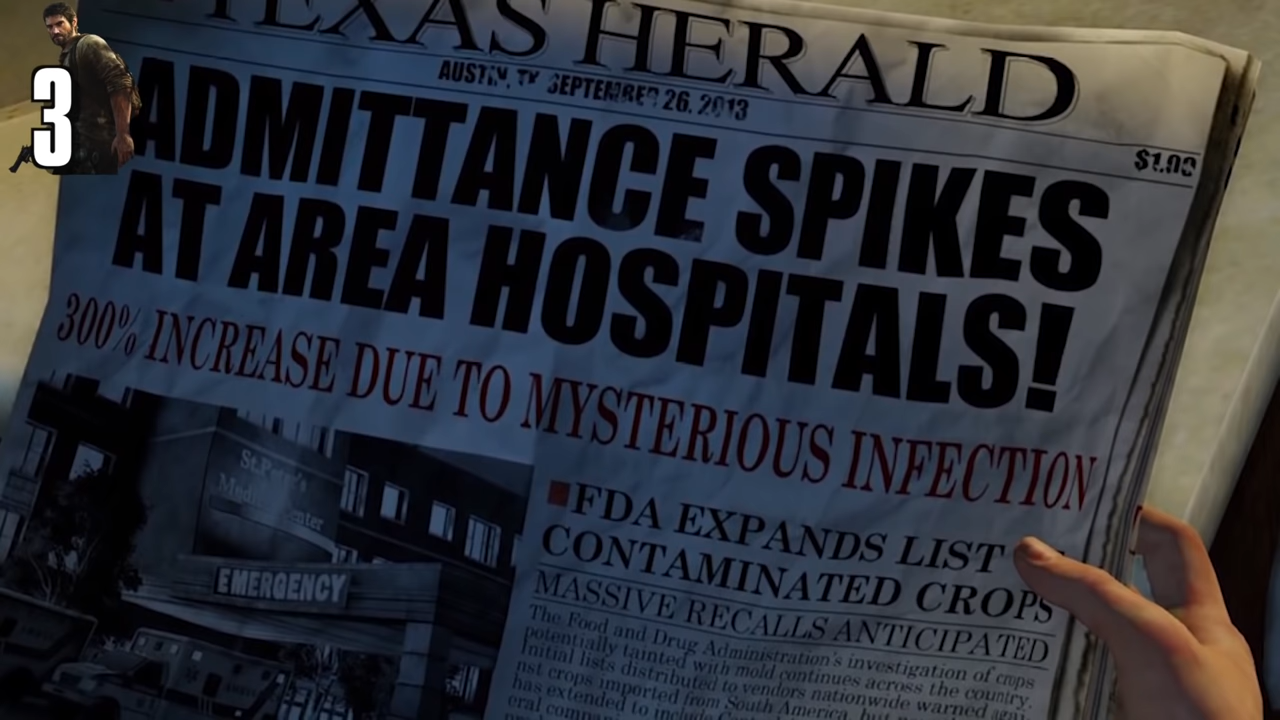 3
TEXAS HERALD
AUSTIN, TX SEPTEMBER 26, 2013
$1.00
ADMITTANCE SPIKES
AT AREA HOSPITALS!
300% INCREASE DUE TO MYSTERIOUS INFECTION
St. Peter's
Medical Center
EMERGENCY
FDA EXPANDS LIST
CONTAMINATED CROPS
MASSIVE RECALLS ANTICIPATED
The Food and Drug Administration's investigation of crops
potentially tainted with mold continues across the country.
Initial lists distributed to vendors nationwide warned
crops imported from South America, but
has extended to include